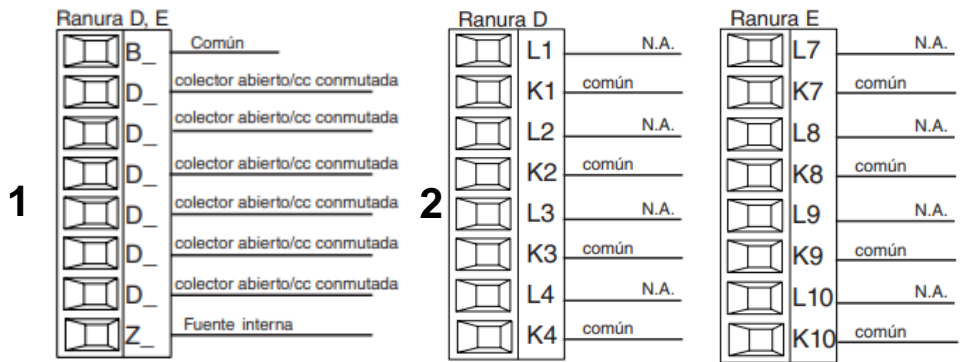 1
Ranura D, E
B_ Común
D_ colector abierto/cc conmutada
D_ colector abierto/cc conmutada
D_ colector abierto/cc conmutada
D_ colector abierto/cc conmutada
D_ colector abierto/cc conmutada
D_ colector abierto/cc conmutada
Z_ Fuente interna
2
Ranura D
L1 N.A.
K1 común
L2 N.A.
K2 común
L3 N.A.
K3 común
L4 N.A.
K4 común
Ranura E
L7 N.A.
K7 común
L8 N.A.
K8 común
L9 N.A.
K9 común
L10 N.A.
K10 común